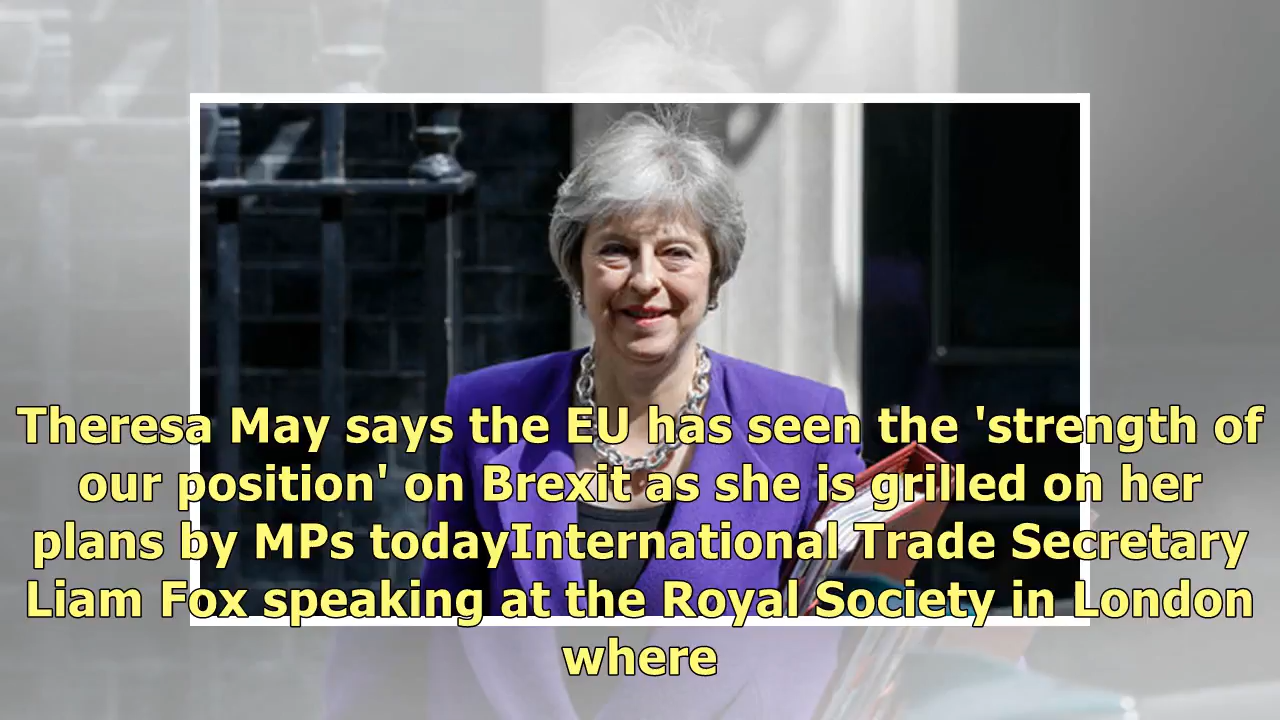 Theresa May says the EU has seen the 'strength of
our position' on Brexit as she is grilled on her
plans by MPs todayInternational Trade Secretary
Liam Fox speaking at the Royal Society in London
where